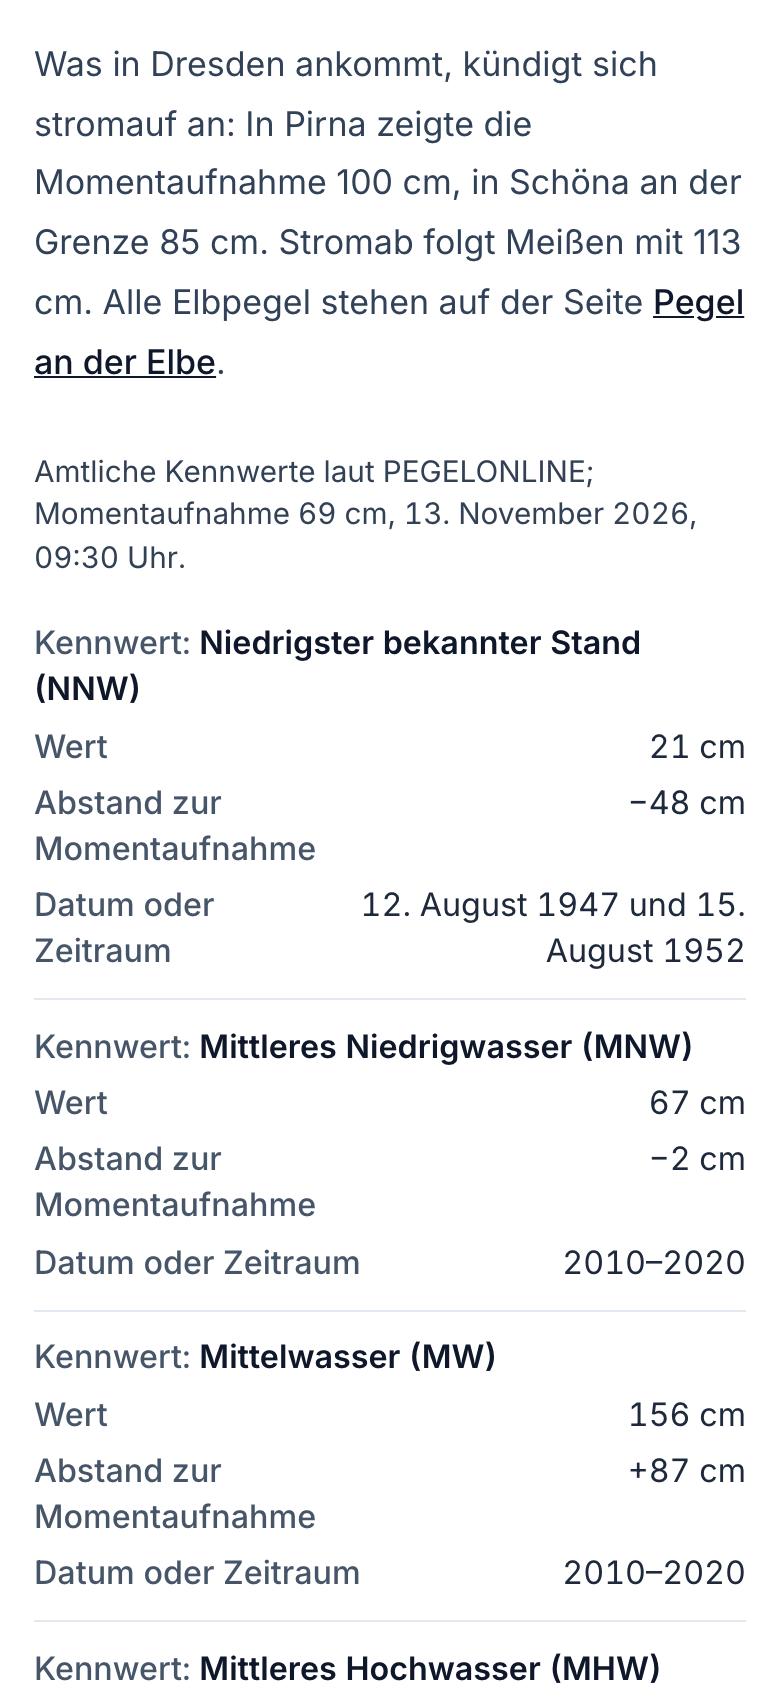 Was in Dresden ankommt, kündigt sich
stromauf an: In Pirna zeigte die
Momentaufnahme 100 cm, in Schöna an der
Grenze 85 cm. Stromab folgt Meißen mit 113
cm. Alle Elbpegel stehen auf der Seite Pegel
an der Elbe.
Amtliche Kennwerte laut PEGELONLINE;
Momentaufnahme 69 cm, 13. November 2026,
09:30 Uhr.
Kennwert: Niedrigster bekannter Stand
(NNW)
Wert 21 cm
Abstand zur −48 cm
Momentaufnahme
Datum oder 12. August 1947 und 15.
Zeitraum August 1952
Kennwert: Mittleres Niedrigwasser (MNW)
Wert 67 cm
Abstand zur −2 cm
Momentaufnahme
Datum oder Zeitraum 2010–2020
Kennwert: Mittelwasser (MW)
Wert 156 cm
Abstand zur +87 cm
Momentaufnahme
Datum oder Zeitraum 2010–2020
Kennwert: Mittleres Hochwasser (MHW)